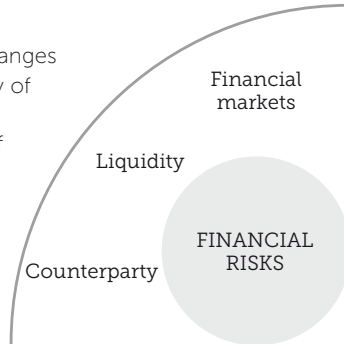 anges
y of
f
Financial
markets
Liquidity
FINANCIAL
RISKS
Counterparty